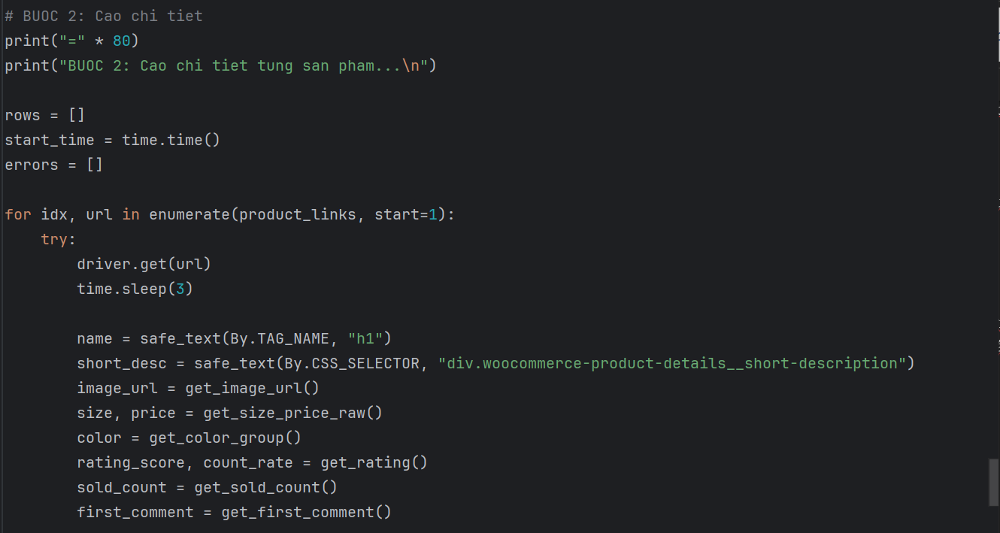 # BUOC 2: Cao chi tiet
print("=" * 80)
print("BUOC 2: Cao chi tiet tung san pham...\n")
rows = []
start_time = time.time()
errors = []
for idx, url in enumerate(product_links, start=1):
    try:
        driver.get(url)
        time.sleep(3)
        name = safe_text(By.TAG_NAME, "h1")
        short_desc = safe_text(By.CSS_SELECTOR, "div.woocommerce-product-details__short-description")
        image_url = get_image_url()
        size, price = get_size_price_raw()
        color = get_color_group()
        rating_score, count_rate = get_rating()
        sold_count = get_sold_count()
        first_comment = get_first_comment()